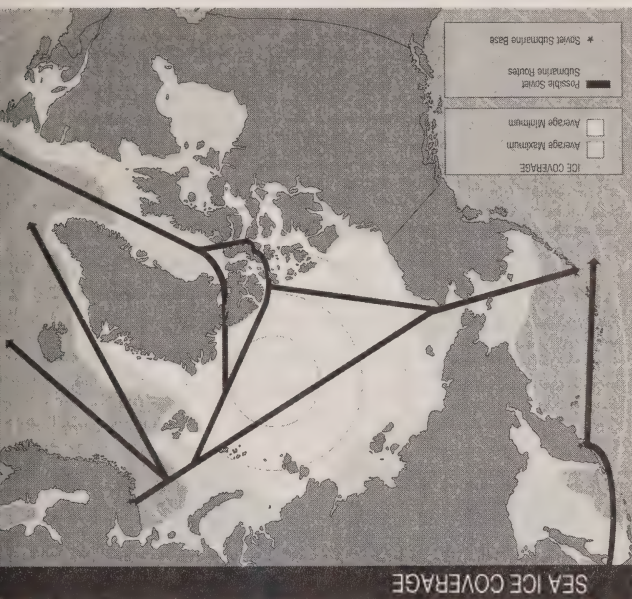 SEA ICE COVERAGE
ICE COVERAGE
Average Maximum
Average Minimum
Possible Soviet
Submarine Routes
★ Soviet Submarine Base